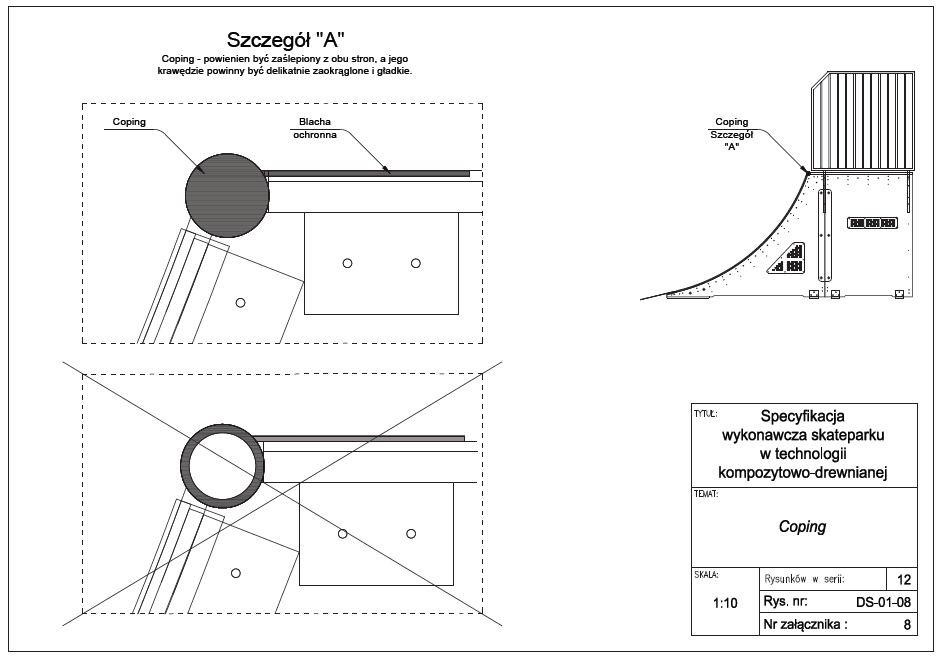 Szczegół "A"
Coping - powienien być zaślepiony z obu stron, a jego
krawędzie powinny być delikatnie zaokrąglone i gładkie.
Coping
Blacha
ochronna
Coping
Szczegół
"A"
TYTUŁ:
Specyfikacja
wykonawcza skateparku
w technologii
kompozytowo-drewnianej
TEMAT:
Coping
SKALA:
1:10
Rysunków w serii: 12
Rys. nr: DS-01-08
Nr załącznika : 8